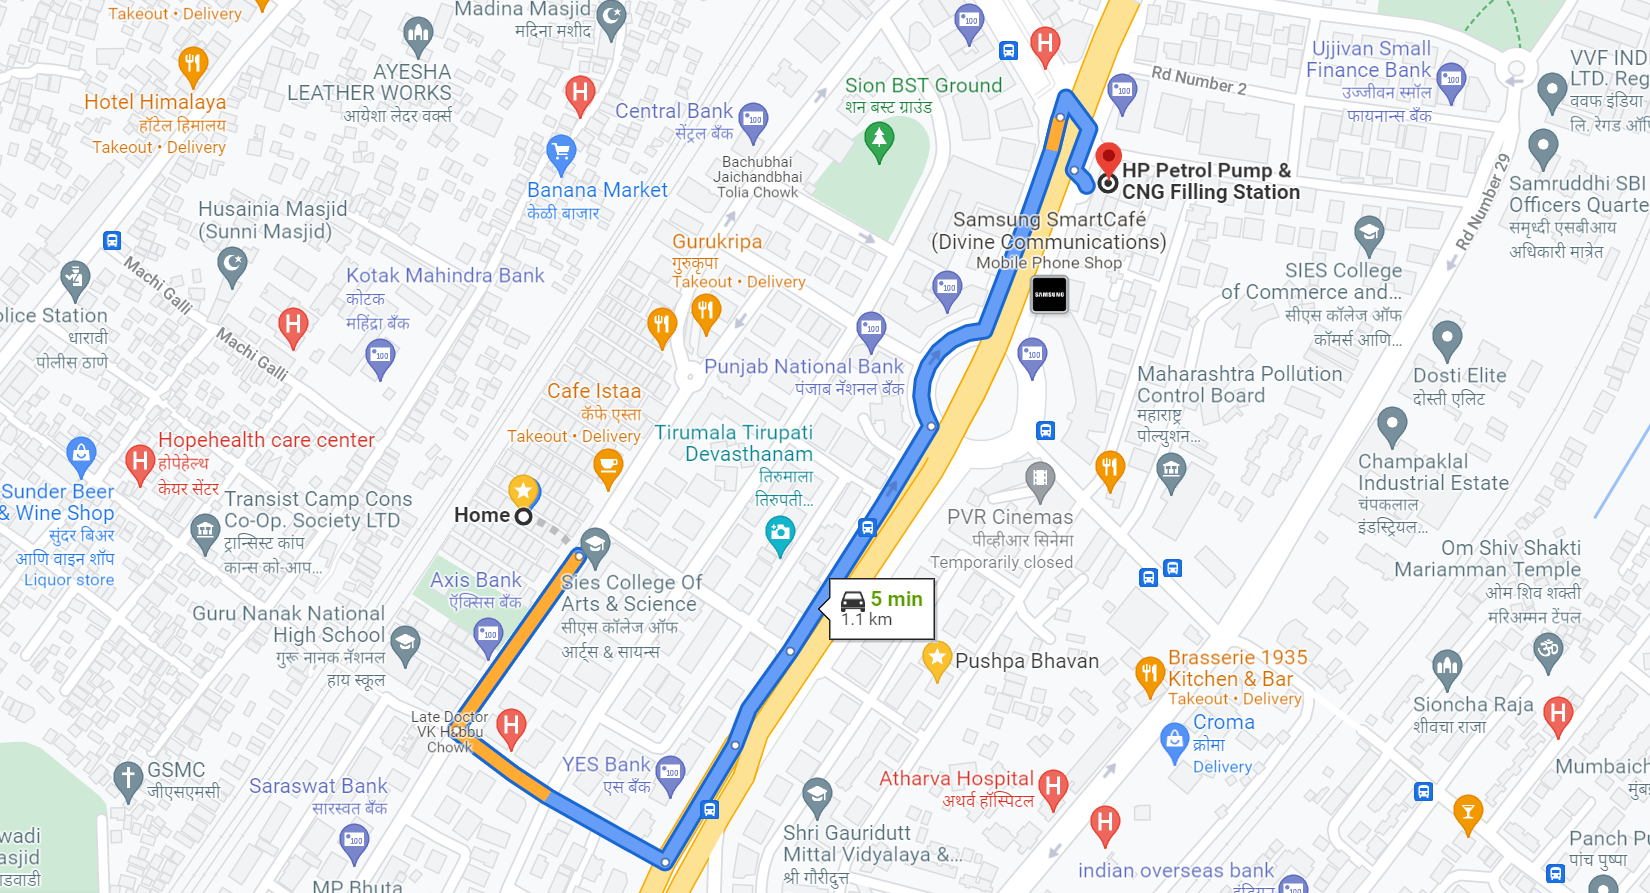 Takeout • Delivery
Hotel Himalaya
हॉटेल हिमालय
Takeout • Delivery
AYESHA
LEATHER WORKS
आयेशा लेदर वर्क्स
Madina Masjid
मदिना मशीद
Central Bank
सेंट्रल बँक
Banana Market
केळी बाजार
Bachubhai
Jaichandbhai
Tolia Chowk
Sion BST Ground
शन बस्ट ग्राउंड
Rd Number 2
Ujjivan Small
Finance Bank
उज्जीवन स्मॉल
फायनान्स बँक
VVF IND
LTD. Reg
ववफ इंडिया
लि. रेगड ऑफि
HP Petrol Pump &
CNG Filling Station
Rd Number 29
Samruddhi SBI
Officers Quarte
समृध्दी एसबीआय
अधिकारी मात्रेत
Husainia Masjid
(Sunni Masjid)
Machi Galli
Machi Galli
olice Station
धारावी
पोलीस ठाणे
Kotak Mahindra Bank
कोटक
महिंद्रा बँक
Gurukripa
गुरुकृपा
Takeout • Delivery
Samsung SmartCafé
(Divine Communications)
Mobile Phone Shop
SAMSUNG
SIES College
of Commerce and...
सीएस कॉलेज ऑफ
कॉमर्स आणि...
Punjab National Bank
पंजाब नॅशनल बँक
Maharashtra Pollution
Control Board
महाराष्ट्र
पोल्युशन...
Dosti Elite
दोस्ती एलिट
Cafe Istaa
कॅफे एस्ता
Takeout • Delivery
Tirumala Tirupati
Devasthanam
तिरुमाला
तिरुपती...
Hopehealth care center
होपेहेल्थ
केयर सेंटर
Sunder Beer
& Wine Shop
सुंदर बिअर
आणि वाइन शॉप
Liquor store
Transist Camp Cons
Co-Op. Society LTD
ट्रान्सिस्ट कांप
कान्स को-आप...
Home
Champaklal
Industrial Estate
चंपकलाल
इंडस्ट्रियल...
PVR Cinemas
पीव्हीआर सिनेमा
Temporarily closed
Om Shiv Shakti
Mariamman Temple
ओम शिव शक्ती
मरिअम्मन टेंपल
Axis Bank
ऍक्सिस बँक
Sies College Of
Arts & Science
सीएस कॉलेज ऑफ
आर्ट्स & सायन्स
5 min
1.1 km
Guru Nanak National
High School
गुरू नानक नॅशनल
हाय स्कूल
Pushpa Bhavan
Brasserie 1935
Kitchen & Bar
Takeout • Delivery
Sioncha Raja
शीवचा राजा
Late Doctor
VK Habbu
Chowk
Croma
क्रोमा
Delivery
YES Bank
एस बँक
GSMC
जीएसएमसी
Saraswat Bank
सारस्वत बँक
Atharva Hospital
अथर्व हॉस्पिटल
Mumbaich
मुंबई
Shri Gauridutt
Mittal Vidyalaya &...
श्री गौरीदुत्त
wadi
asjid
डवाडी
MP Bhuta
indian overseas bank
इंडियन
Panch Pu
पांच पुष्पा